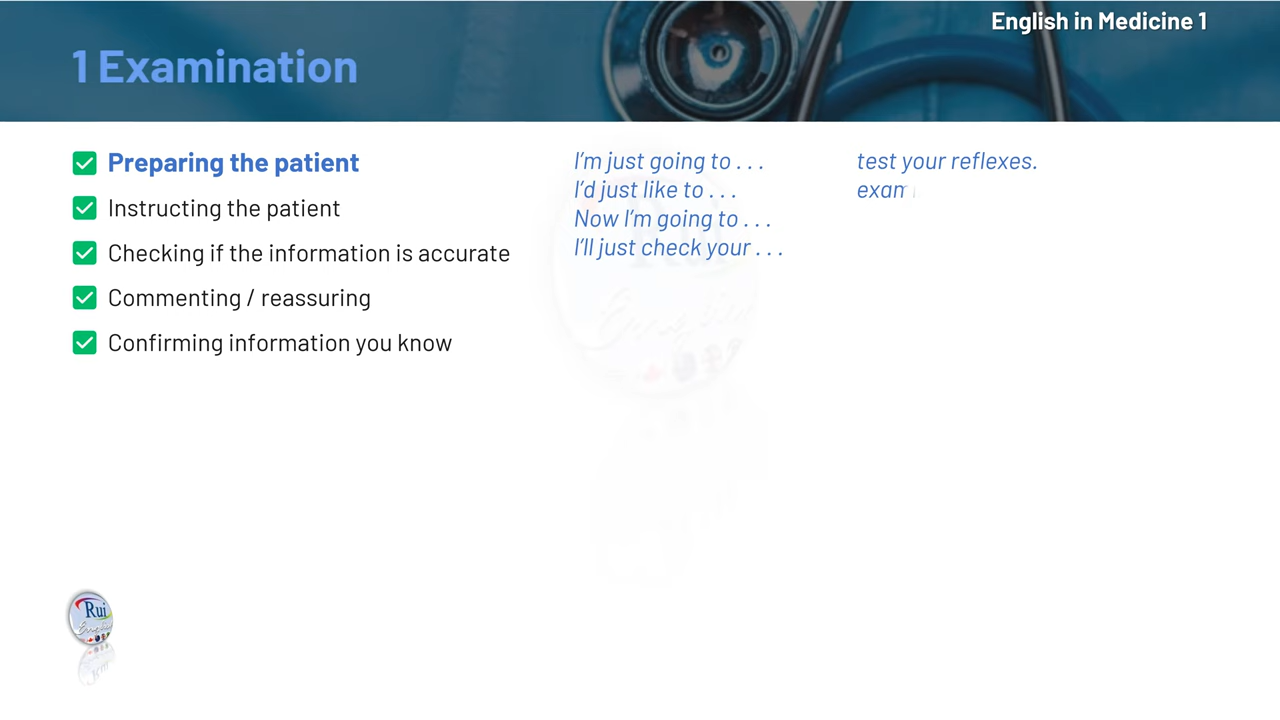 English in Medicine 1
1 Examination
Preparing the patient
Instructing the patient
Checking if the information is accurate
Commenting / reassuring
Confirming information you know
I'm just going to . . .
I'd just like to . . .
Now I'm going to . . .
I'll just check your . . .
test your reflexes.
Rui